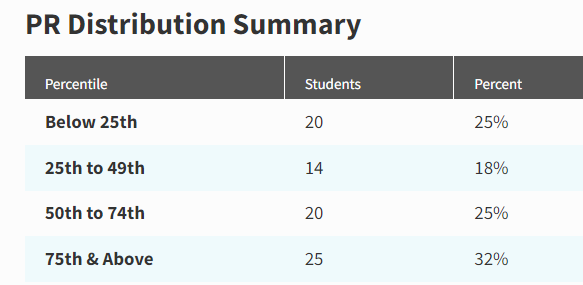 PR Distribution Summary
Percentile Students Percent
Below 25th 20 25%
25th to 49th 14 18%
50th to 74th 20 25%
75th & Above 25 32%